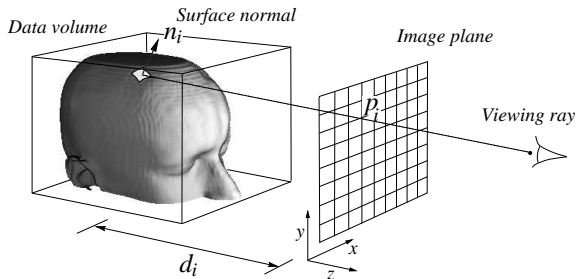 Data volume
Surface normal
n_i
Image plane
p_i
Viewing ray
y
x
z
d_i